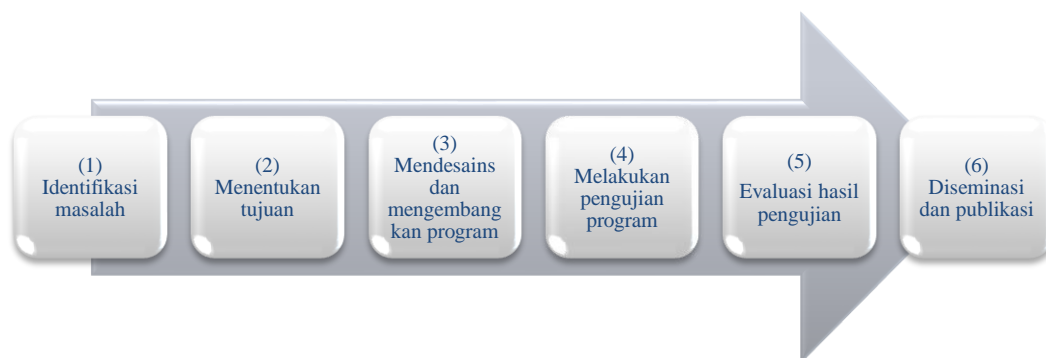 (1)
Identifikasi
masalah
(2)
Menentukan
tujuan
(3)
Mendesains
dan
mengembang
kan program
(4)
Melakukan
pengujian
program
(5)
Evaluasi hasil
pengujian
(6)
Diseminasi
dan publikasi